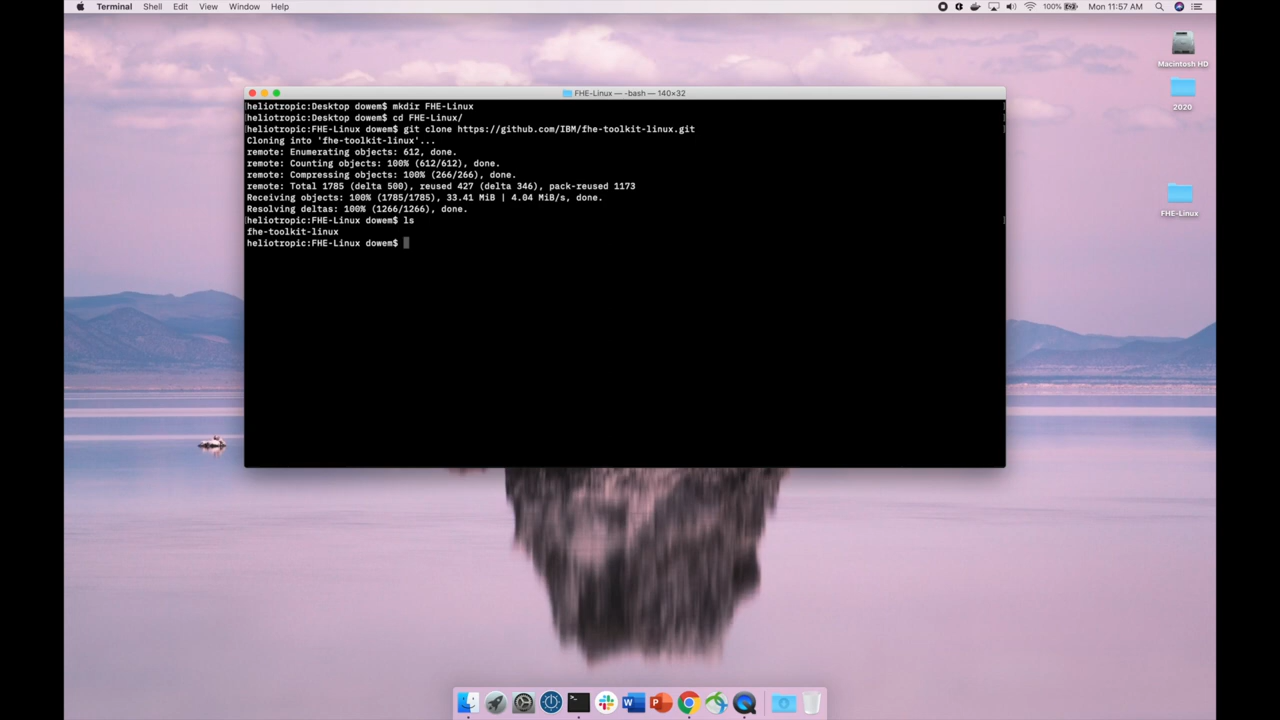 Terminal Shell Edit View Window Help 100% Mon 11:57 AM
Macintosh HD
2020
FHE-Linux
FHE-Linux — -bash — 140×32
heliotropic:Desktop dowem$ mkdir FHE-Linux
heliotropic:Desktop dowem$ cd FHE-Linux/
heliotropic:FHE-Linux dowem$ git clone https://github.com/IBM/fhe-toolkit-linux.git
Cloning into 'fhe-toolkit-linux'...
remote: Enumerating objects: 612, done.
remote: Counting objects: 100% (612/612), done.
remote: Compressing objects: 100% (266/266), done.
remote: Total 1785 (delta 500), reused 427 (delta 346), pack-reused 1173
Receiving objects: 100% (1785/1785), 33.41 MiB | 4.04 MiB/s, done.
Resolving deltas: 100% (1266/1266), done.
heliotropic:FHE-Linux dowem$ ls
fhe-toolkit-linux
heliotropic:FHE-Linux dowem$